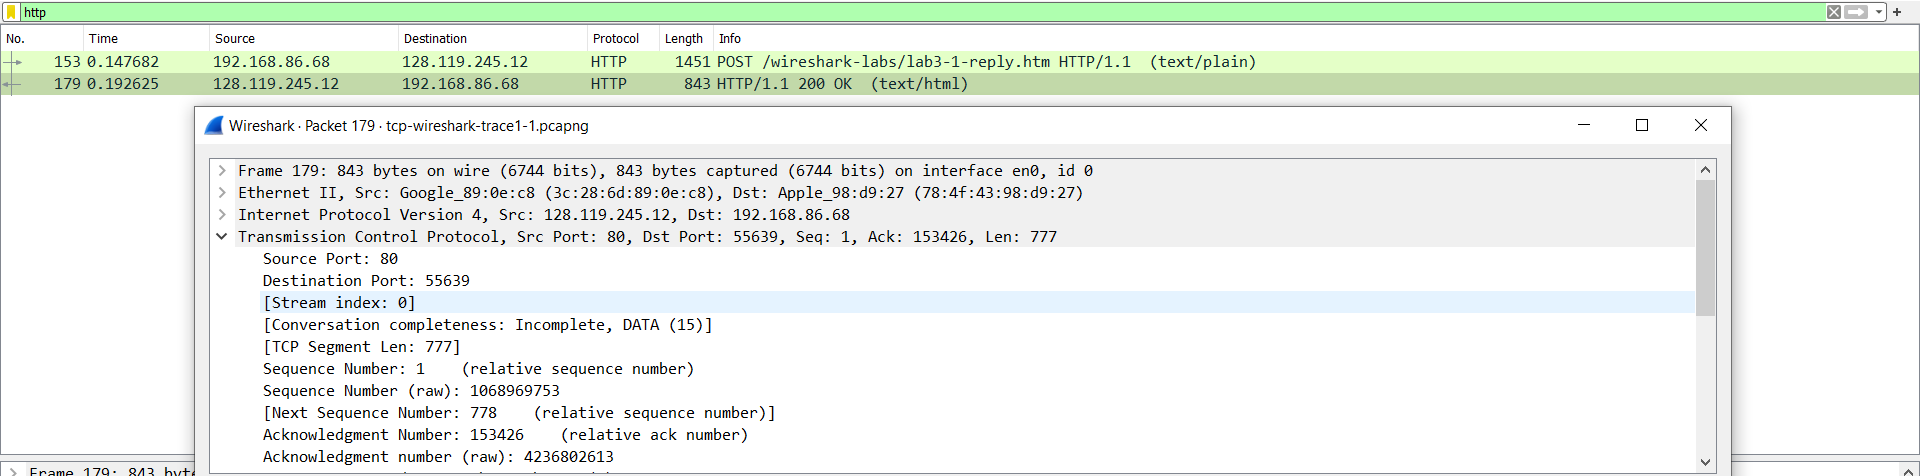 http
No. Time Source Destination Protocol Length Info
153 0.147682 192.168.86.68 128.119.245.12 HTTP 1451 POST /wireshark-labs/lab3-1-reply.htm HTTP/1.1 (text/plain)
179 0.192625 128.119.245.12 192.168.86.68 HTTP 843 HTTP/1.1 200 OK (text/html)
Wireshark · Packet 179 · tcp-wireshark-trace1-1.pcapng
Frame 179: 843 bytes on wire (6744 bits), 843 bytes captured (6744 bits) on interface en0, id 0
Ethernet II, Src: Google_89:0e:c8 (3c:28:6d:89:0e:c8), Dst: Apple_98:d9:27 (78:4f:43:98:d9:27)
Internet Protocol Version 4, Src: 128.119.245.12, Dst: 192.168.86.68
Transmission Control Protocol, Src Port: 80, Dst Port: 55639, Seq: 1, Ack: 153426, Len: 777
Source Port: 80
Destination Port: 55639
[Stream index: 0]
[Conversation completeness: Incomplete, DATA (15)]
[TCP Segment Len: 777]
Sequence Number: 1 (relative sequence number)
Sequence Number (raw): 1068969753
[Next Sequence Number: 778 (relative sequence number)]
Acknowledgment Number: 153426 (relative ack number)
Acknowledgment number (raw): 4236802613
Frame 179: 843 byte